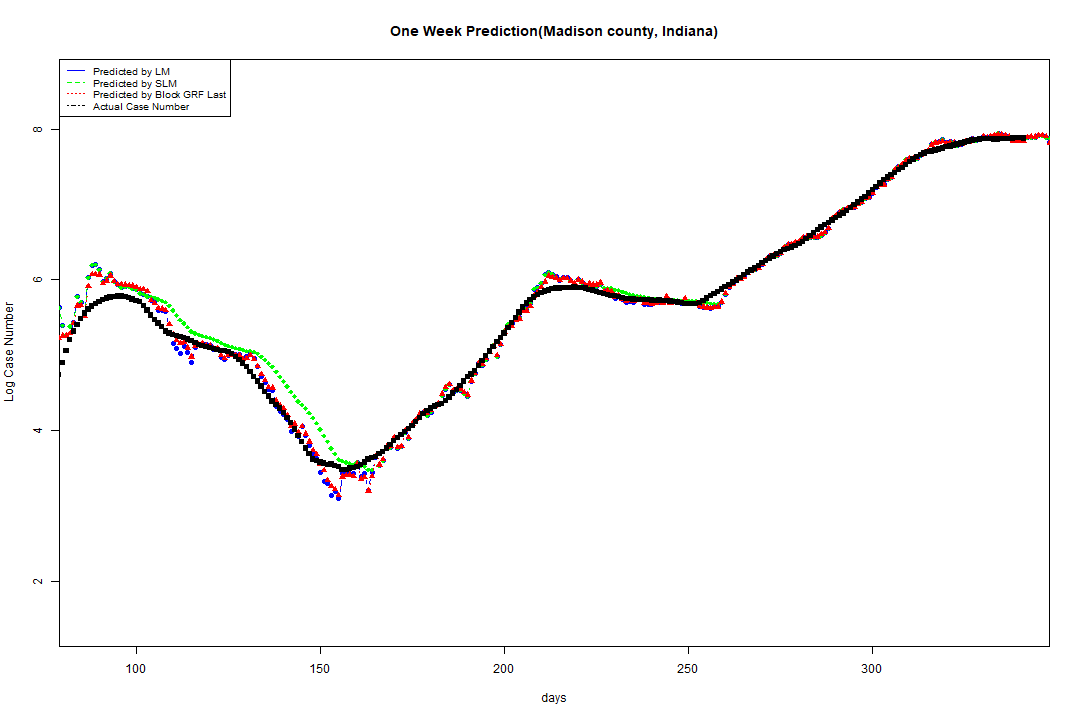 One Week Prediction(Madison county, Indiana)
Predicted by LM
Predicted by SLM
Predicted by Block GRF Last
Actual Case Number
Log Case Number
8
6
4
2
100 150 200 250 300
days